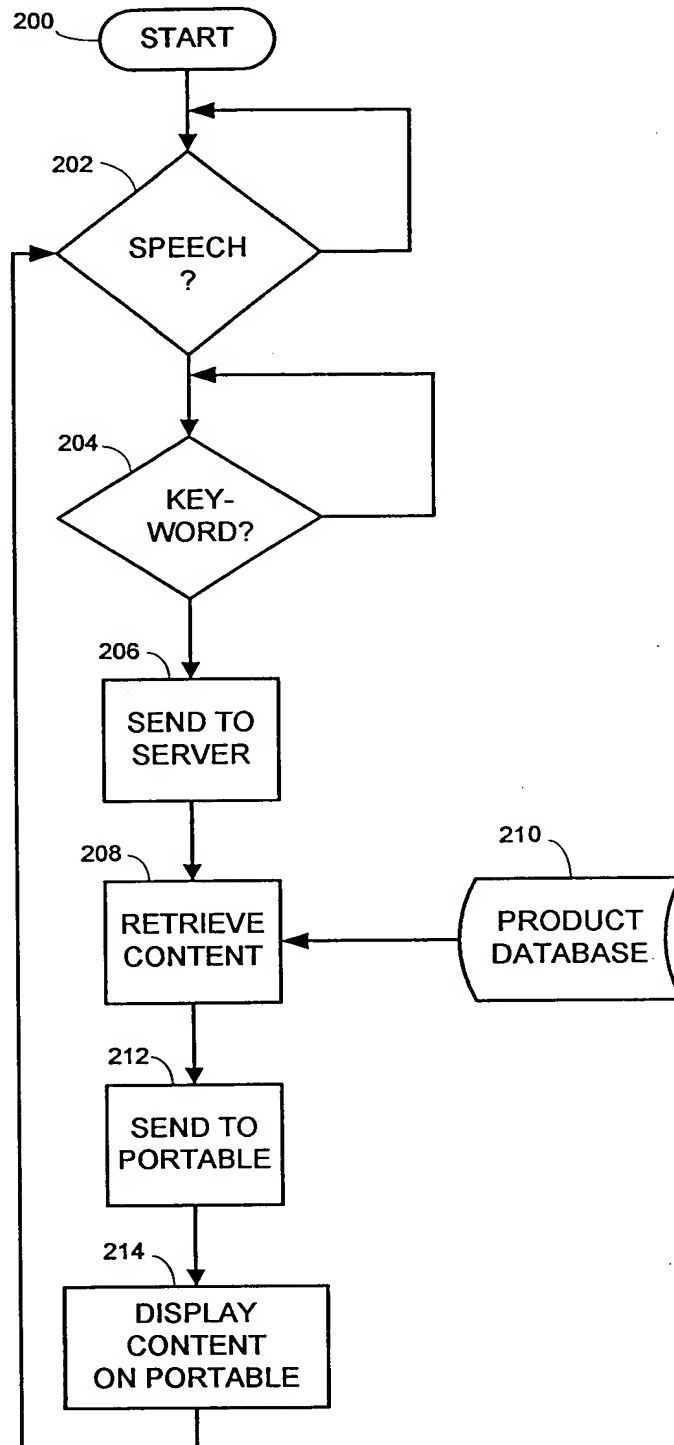 200
START
202
SPEECH
?
204
KEY-
WORD?
206
SEND TO
SERVER
208
RETRIEVE
CONTENT
210
PRODUCT
DATABASE
212
SEND TO
PORTABLE
214
DISPLAY
CONTENT
ON PORTABLE